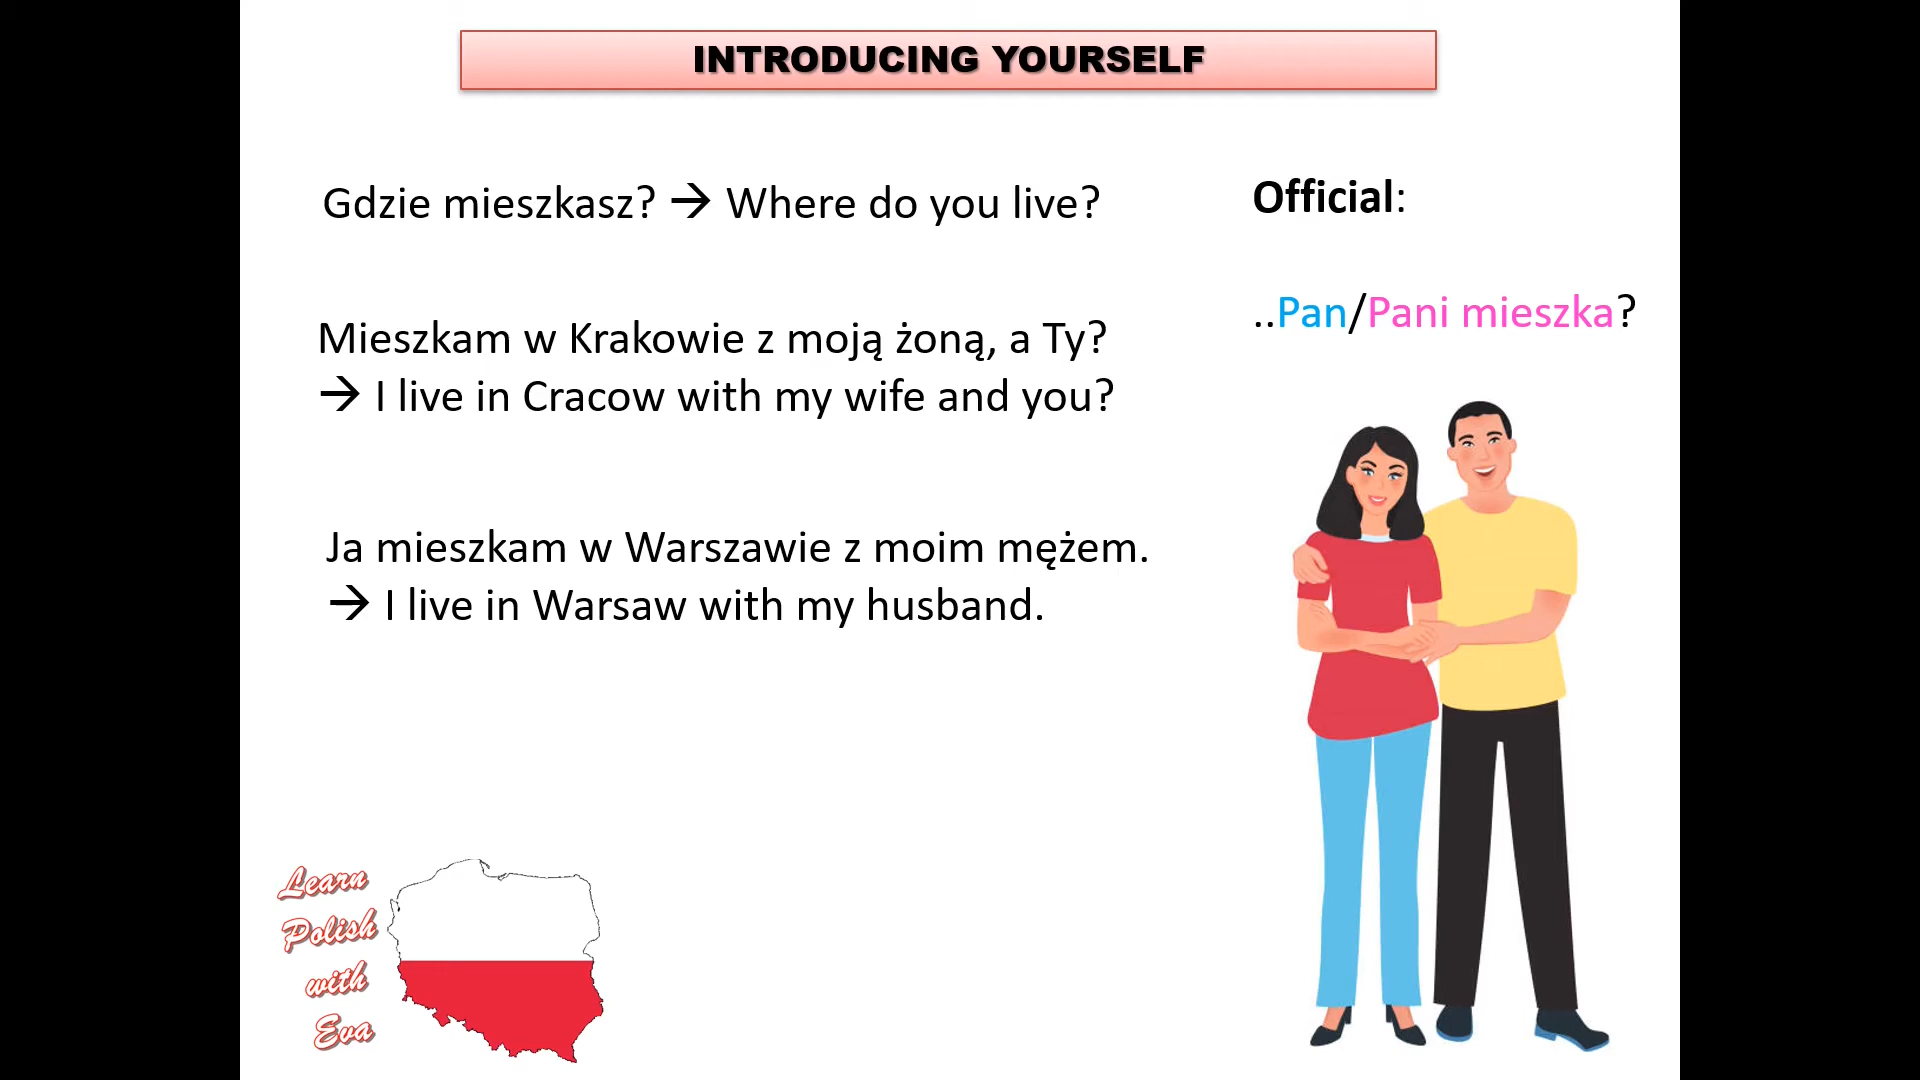 INTRODUCING YOURSELF
Gdzie mieszkasz? → Where do you live?
Mieszkam w Krakowie z moją żoną, a Ty?
→ I live in Cracow with my wife and you?
Ja mieszkam w Warszawie z moim mężem.
→ I live in Warsaw with my husband.
Official:
..Pan/Pani mieszka?
Learn
Polish
with
Eva